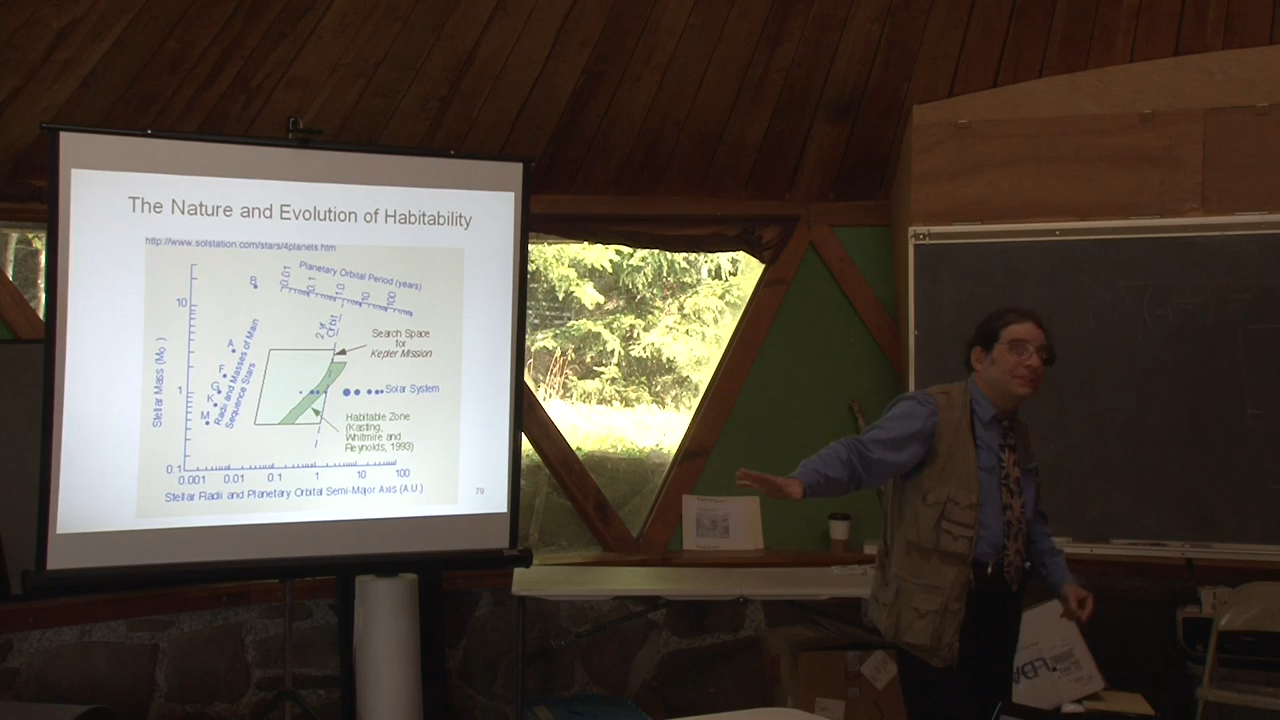 The Nature and Evolution of Habitability
http://www.solstation.com/stars/4planets.htm
Planetary Orbital Period (years)
0.01
0.1
1.0
10
100
B
10
2 yr.
Orbit
Search Space
for
Kepler Mission
A
F
G
K
M
Radii and Masses of Main
Sequence Stars
Stellar Mass (M
1
Solar System
Habitable Zone
(Kasting,
Whitmire and
Reynolds, 1993)
0.1
0.001
0.01
0.1
1
10
100
Stellar Radii and Planetary Orbital Semi-Major Axis (A.U.)
79